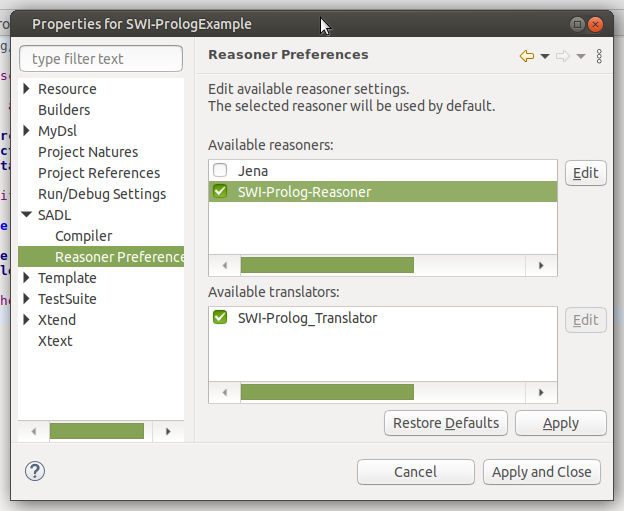 Properties for SWI-PrologExample
type filter text
Resource
Builders
MyDsl
Project Natures
Project References
Run/Debug Settings
SADL
Compiler
Reasoner Preference
Template
TestSuite
Xtend
Xtext
Reasoner Preferences
Edit available reasoner settings.
The selected reasoner will be used by default.
Available reasoners:
Jena
SWI-Prolog-Reasoner
Edit
Available translators:
SWI-Prolog_Translator
Edit
Restore Defaults
Apply
?
Cancel
Apply and Close